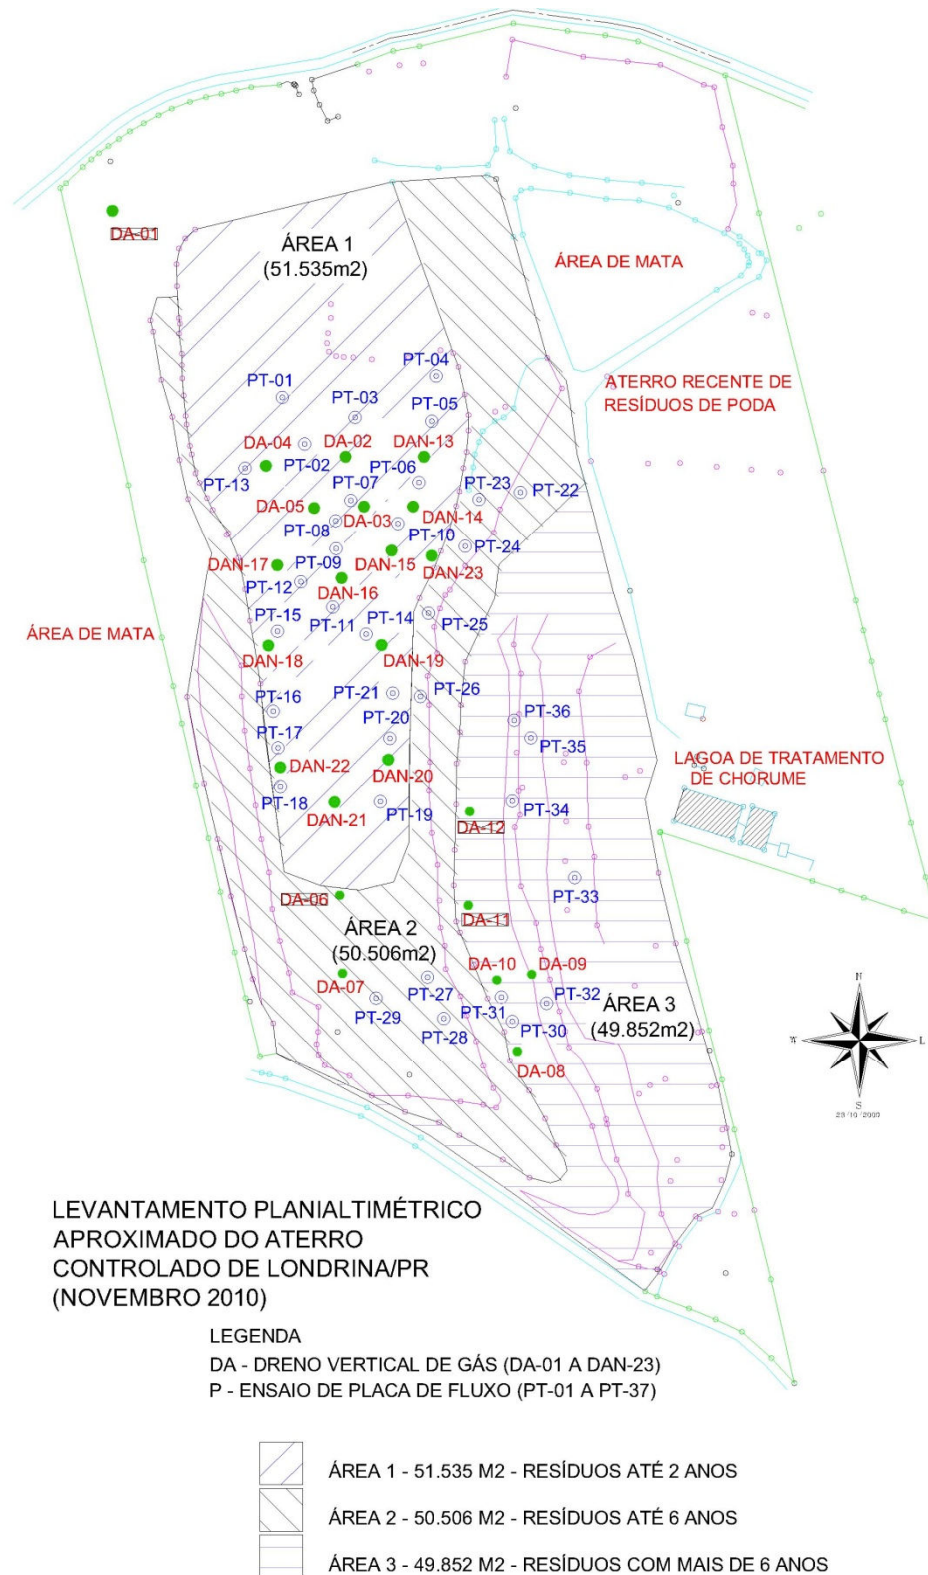 DA-01
ÁREA 1
(51.535m2)
ÁREA DE MATA
PT-04
PT-01
ATERRO RECENTE DE
RESÍDUOS DE PODA
PT-03
PT-05
DA-04
DA-02
DAN-13
PT-02
PT-06
PT-13
PT-07
PT-23
PT-22
DA-05
DA-03
DAN-14
PT-08
PT-10
PT-24
DAN-17
PT-09
DAN-15
DAN-23
PT-12
DAN-16
PT-15
PT-11
PT-14
PT-25
ÁREA DE MATA
DAN-18
DAN-19
PT-16
PT-21
PT-26
PT-36
PT-17
PT-20
PT-35
LAGOA DE TRATAMENTO
DE CHORUME
DAN-22
DAN-20
PT-18
DAN-21
PT-19
PT-34
DA-12
DA-06
PT-33
DA-11
ÁREA 2
(50.506m2)
DA-10
DA-09
DA-07
PT-27
PT-29
PT-31
PT-32
ÁREA 3
(49.852m2)
PT-28
PT-30
DA-08
N
W
L
S
LEVANTAMENTO PLANIALTIMÉTRICO
APROXIMADO DO ATERRO
CONTROLADO DE LONDRINA/PR
(NOVEMBRO 2010)
LEGENDA
DA - DRENO VERTICAL DE GÁS (DA-01 A DAN-23)
P - ENSAIO DE PLACA DE FLUXO (PT-01 A PT-37)
ÁREA 1 - 51.535 M2 - RESÍDUOS ATÉ 2 ANOS
ÁREA 2 - 50.506 M2 - RESÍDUOS ATÉ 6 ANOS
ÁREA 3 - 49.852 M2 - RESÍDUOS COM MAIS DE 6 ANOS